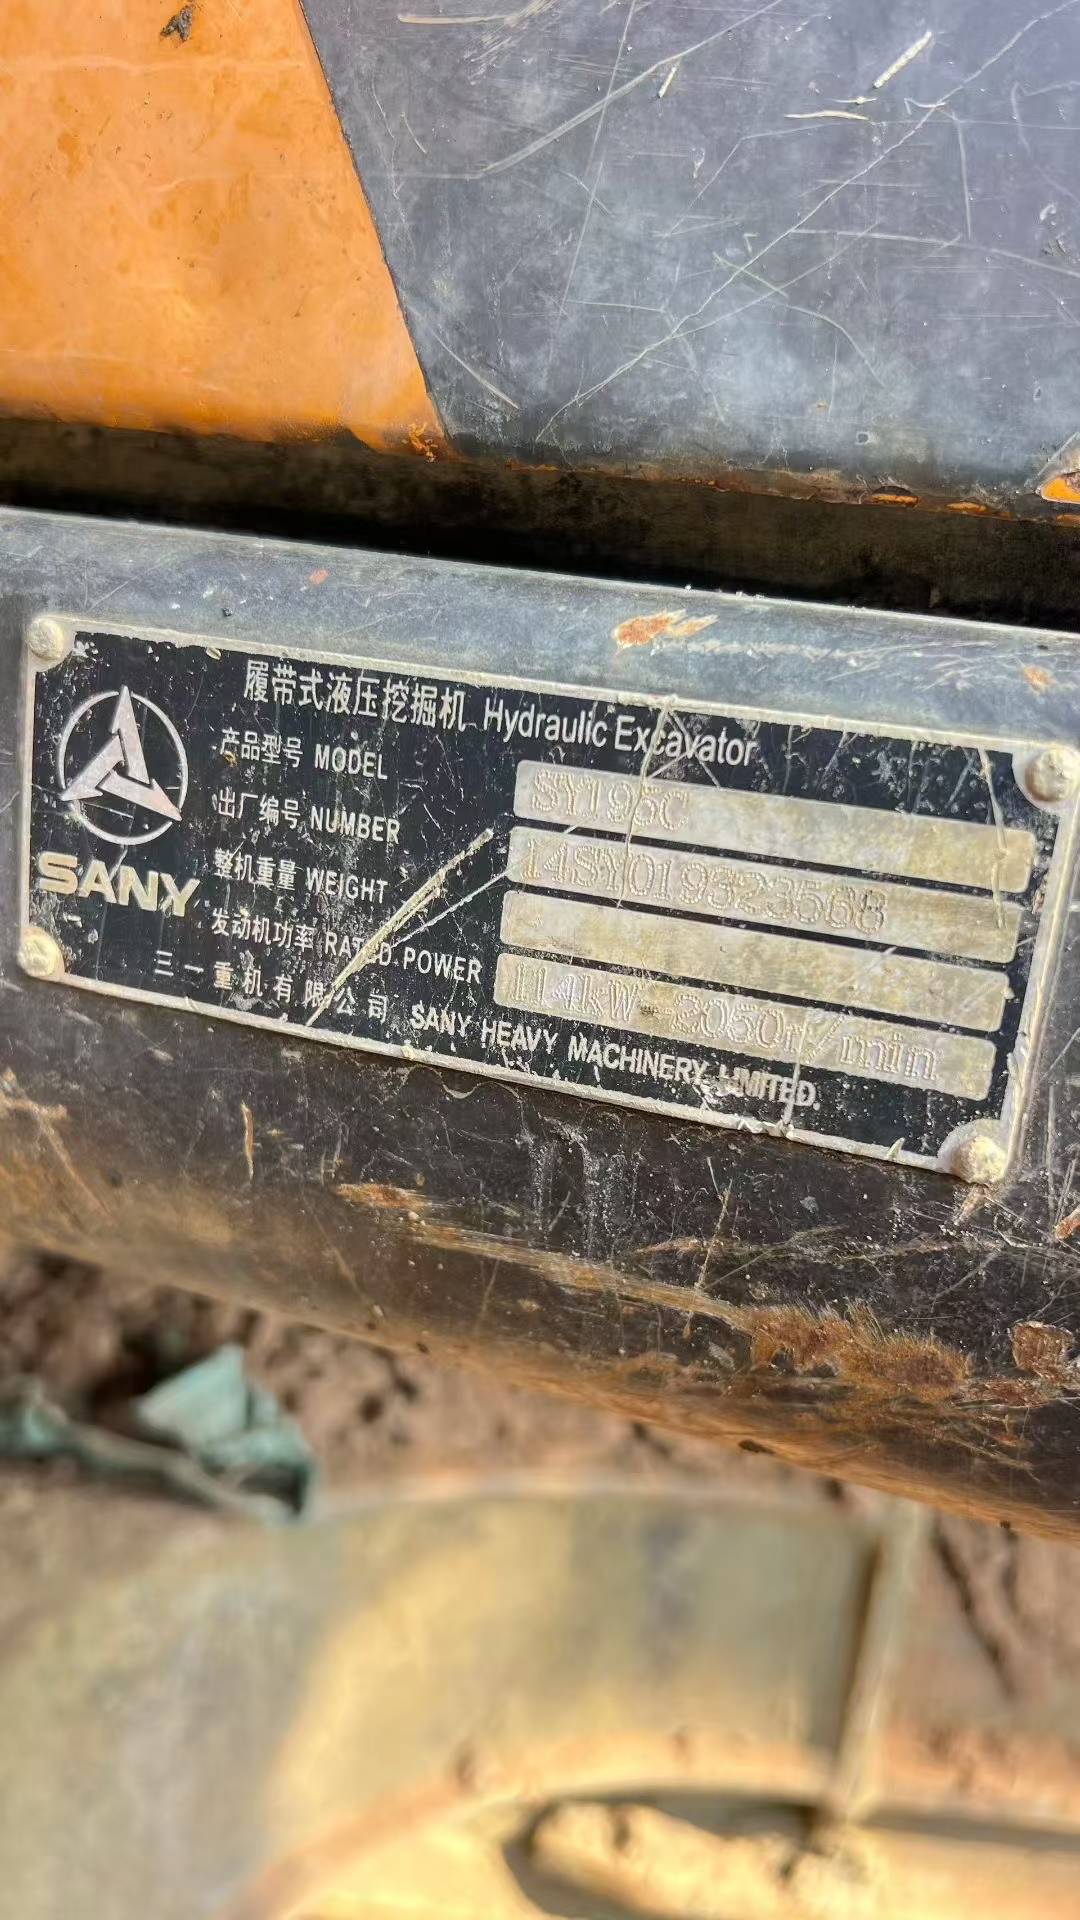 履带式液压挖掘机 Hydraulic Excavator
产品型号 MODEL SY195C
出厂编号 NUMBER 14SY019323568
整机重量 WEIGHT
发动机功率 RATED POWER 114kW-2050r/min
SANY
三一重机有限公司 SANY HEAVY MACHINERY LIMITED.